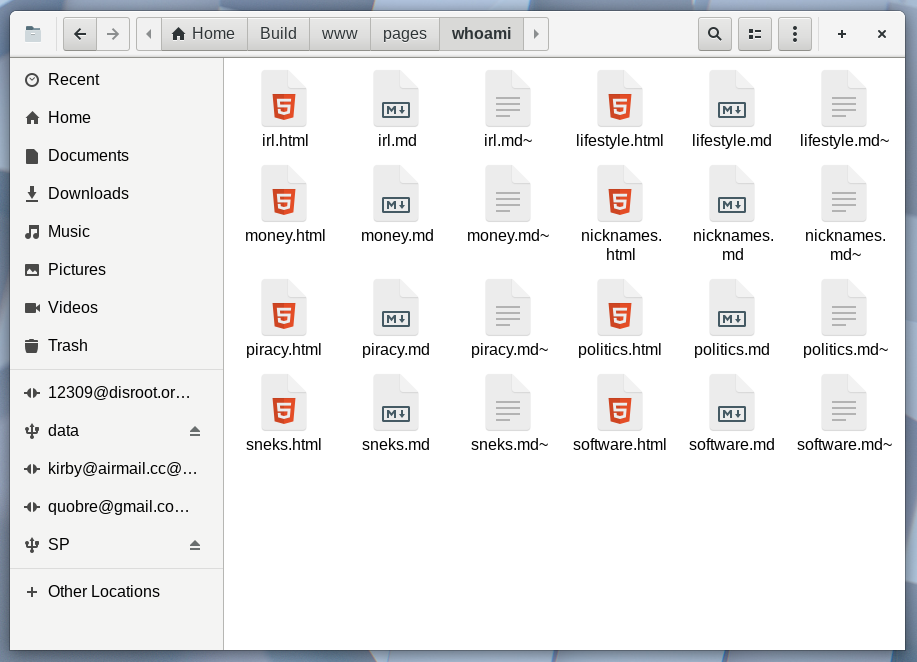 Home Build www pages whoami
Recent
Home
Documents
Downloads
Music
Pictures
Videos
Trash
12309@disroot.or…
data
kirby@airmail.cc@…
quobre@gmail.co…
SP
Other Locations
irl.html irl.md irl.md~ lifestyle.html lifestyle.md lifestyle.md~
money.html money.md money.md~ nicknames. nicknames. nicknames.
html md md~
piracy.html piracy.md piracy.md~ politics.html politics.md politics.md~
sneks.html sneks.md sneks.md~ software.html software.md software.md~